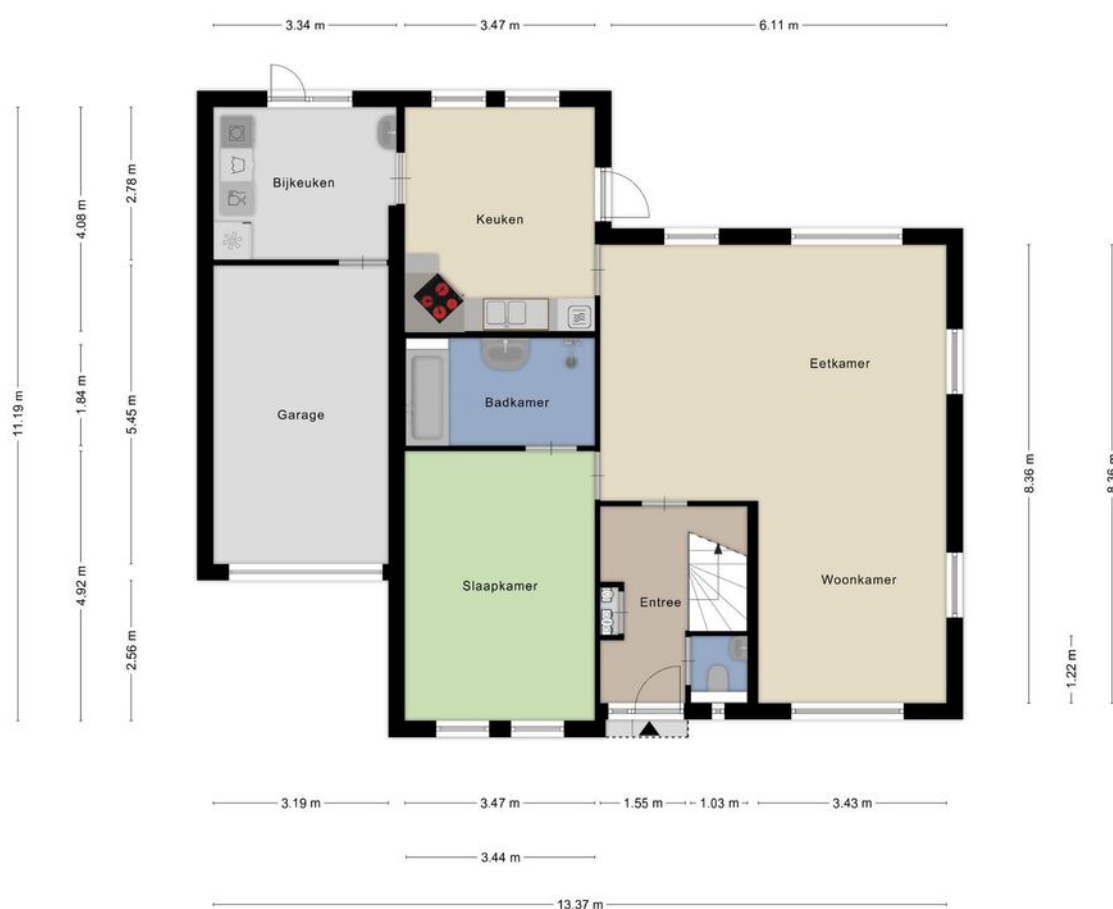 3.34 m
3.47 m
6.11 m
11.19 m
4.08 m
1.84 m
4.92 m
2.78 m
5.45 m
2.56 m
Bijkeuken
Keuken
Eetkamer
Badkamer
Garage
Slaapkamer
Woonkamer
Entree
8.36 m
1.22 m
8.36 m
3.19 m
3.47 m
1.55 m
1.03 m
3.43 m
3.44 m
13.37 m